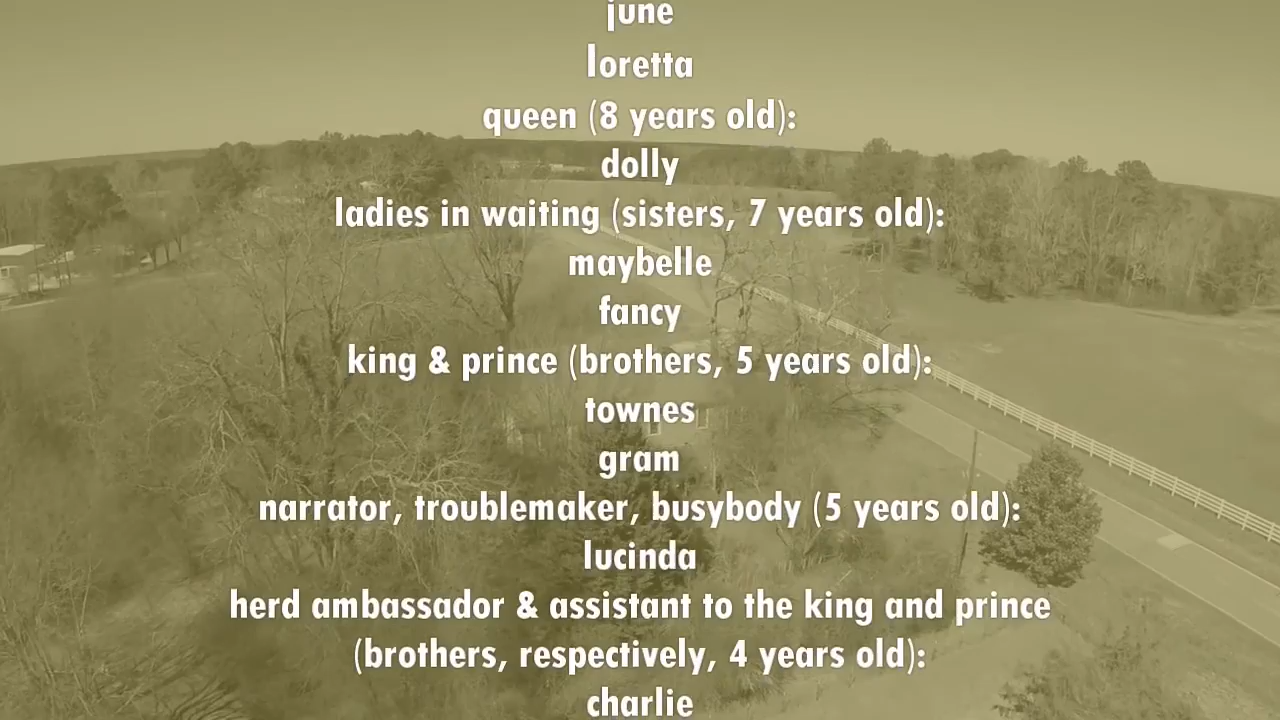 june
loretta
queen (8 years old):
dolly
ladies in waiting (sisters, 7 years old):
maybelle
fancy
king & prince (brothers, 5 years old):
townes
gram
narrator, troublemaker, busybody (5 years old):
lucinda
herd ambassador & assistant to the king and prince
(brothers, respectively, 4 years old):
charlie